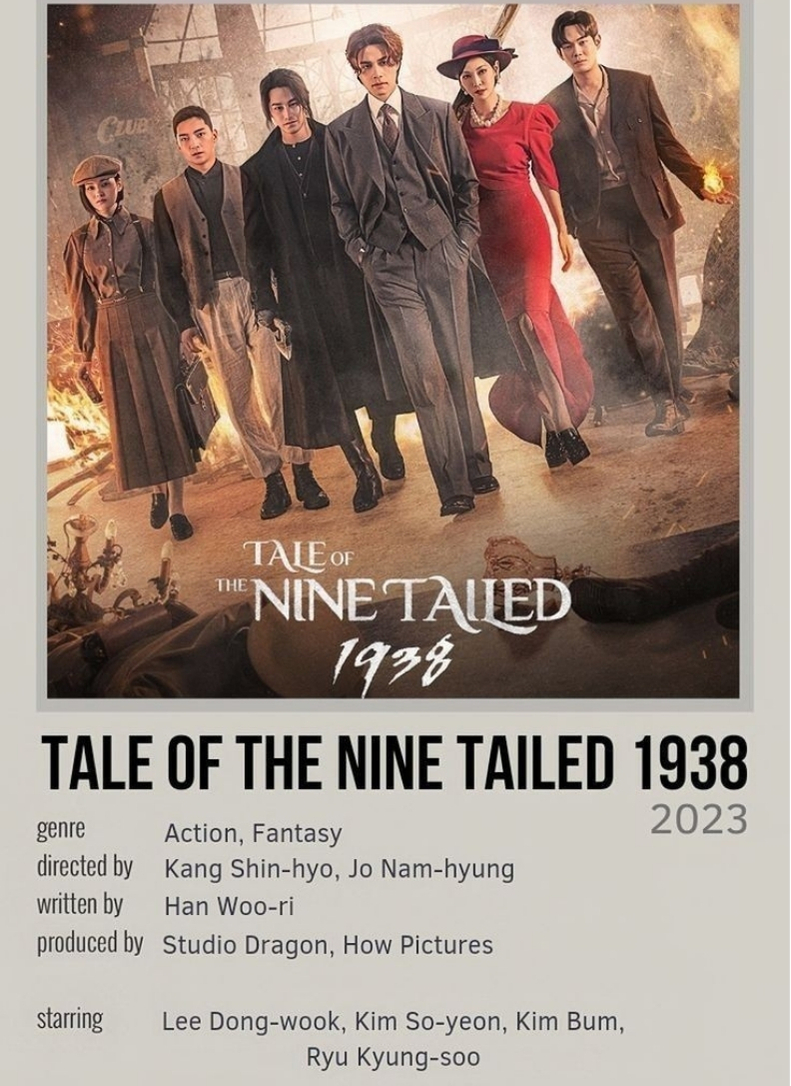 CLUB
TALE OF
THE NINE TAILED
1938
TALE OF THE NINE TAILED 1938
2023
genre Action, Fantasy
directed by Kang Shin-hyo, Jo Nam-hyung
written by Han Woo-ri
produced by Studio Dragon, How Pictures
starring Lee Dong-wook, Kim So-yeon, Kim Bum,
Ryu Kyung-soo